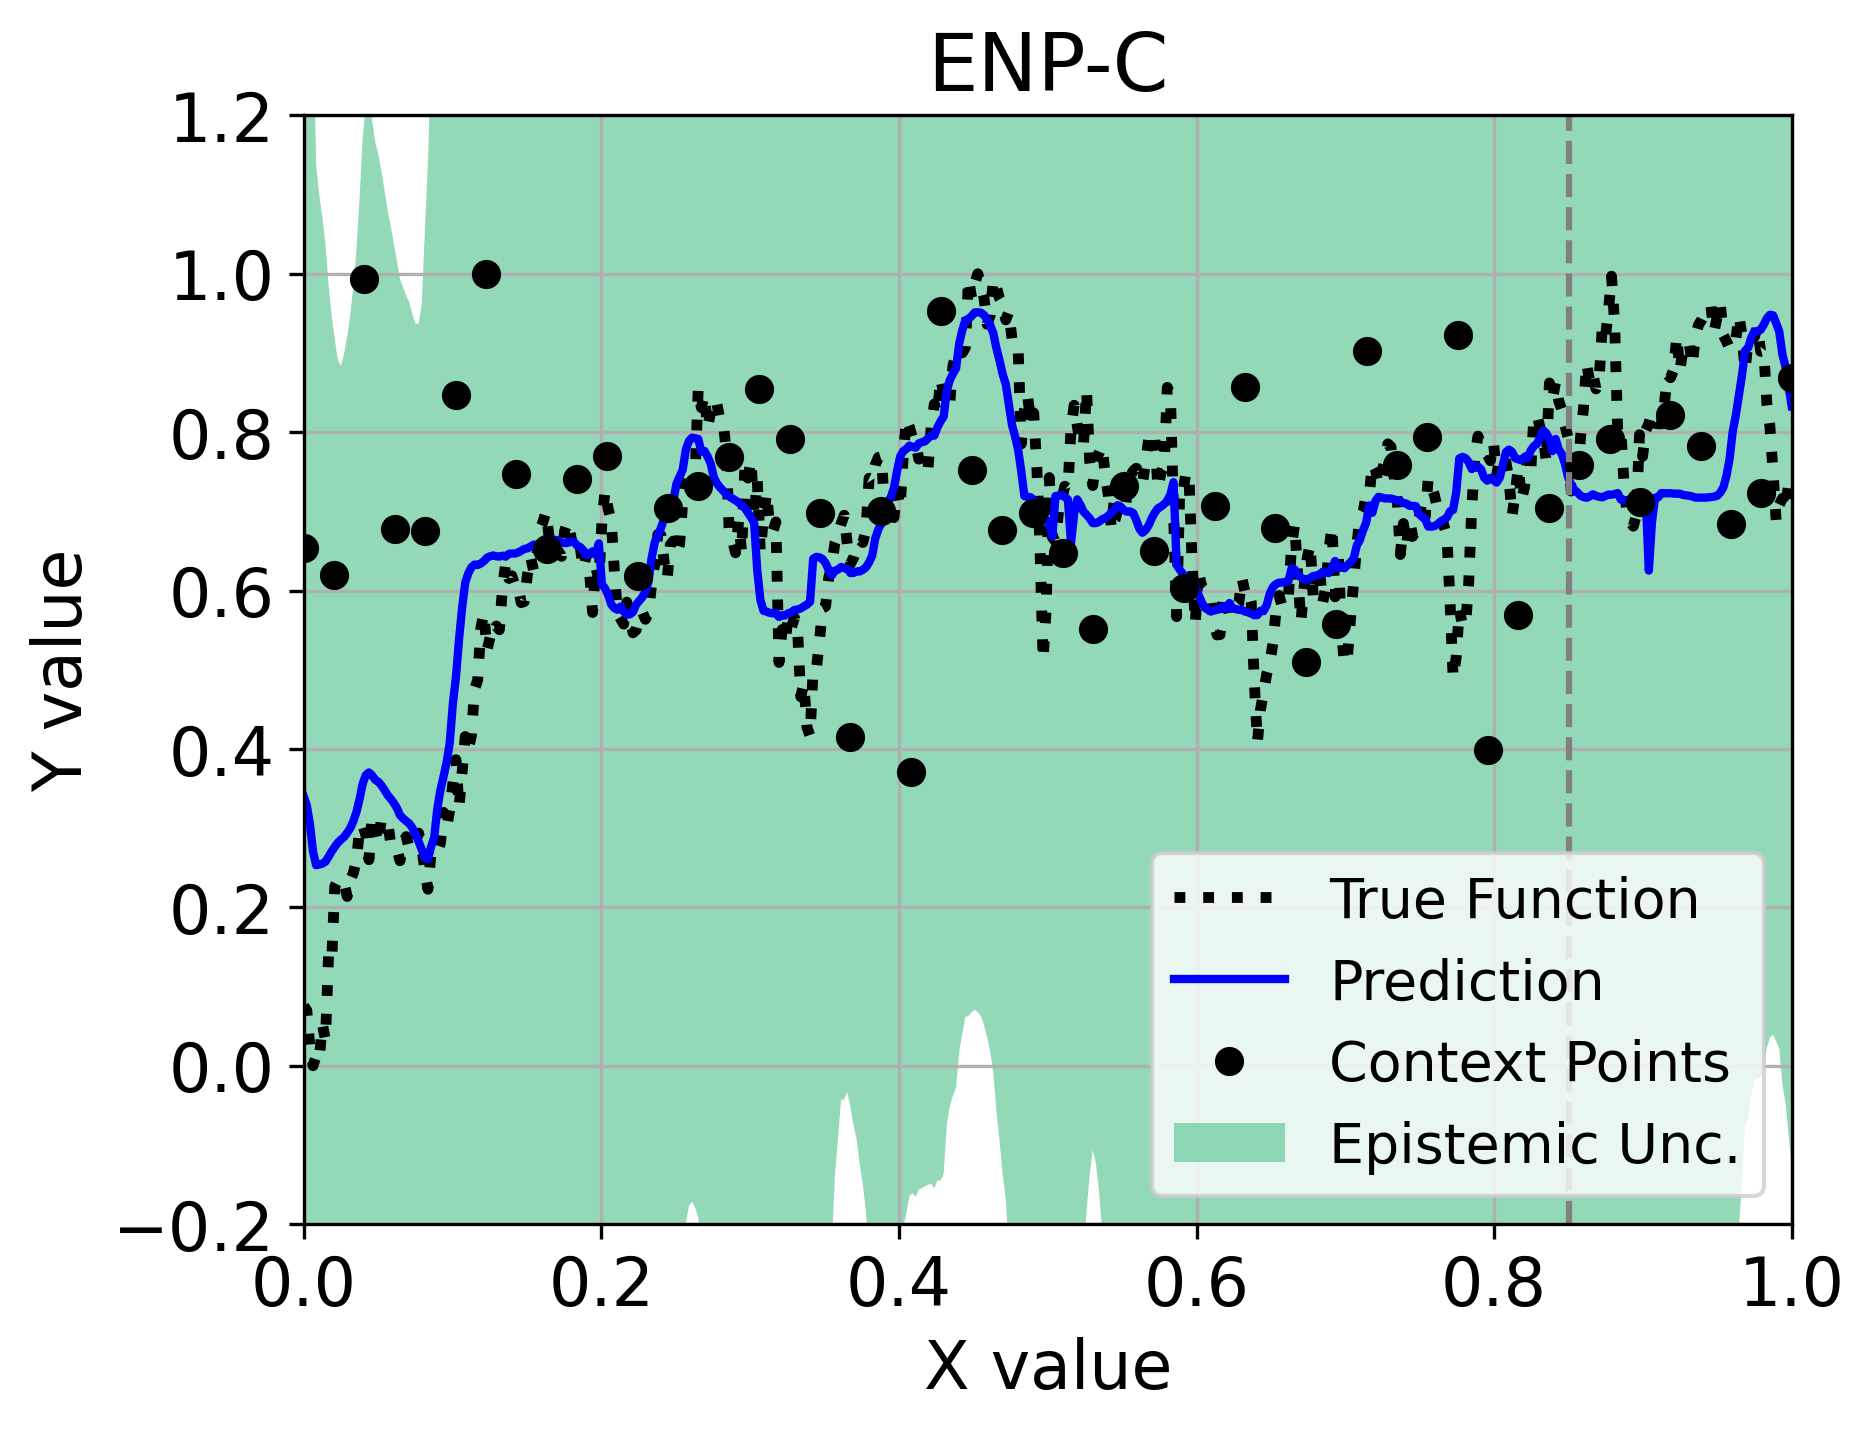 ENP-C
1.2
1.0
0.8
0.6
0.4
0.2
0.0
−0.2
Y value
True Function
Prediction
Context Points
Epistemic Unc.
0.0 0.2 0.4 0.6 0.8 1.0
X value